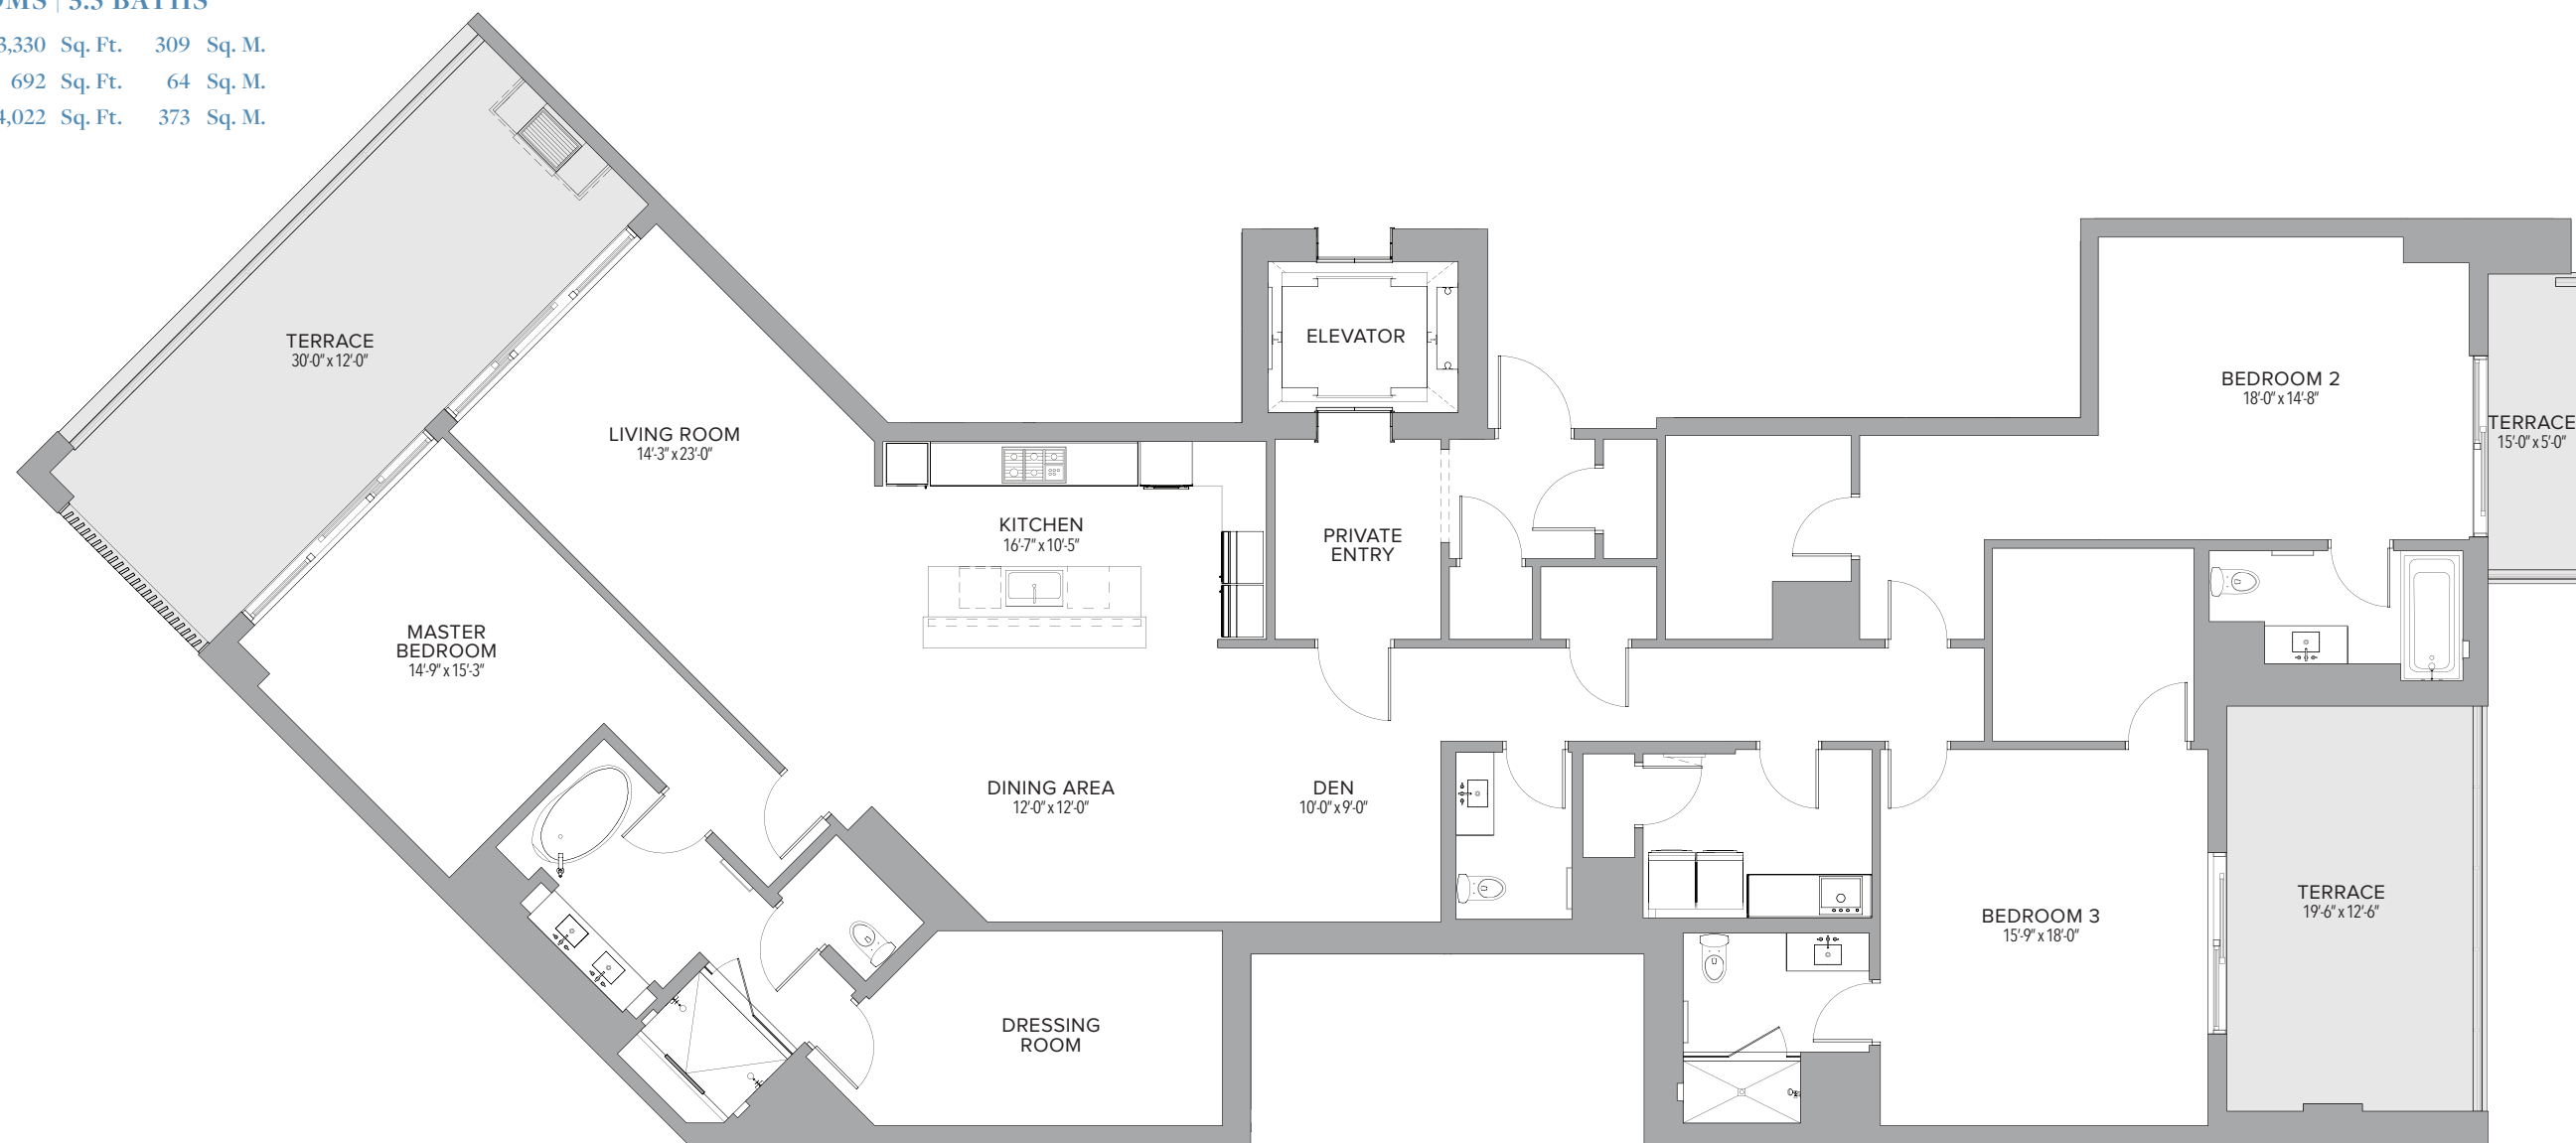 3.5 BATHS
3,330 Sq. Ft. 309 Sq. M.
692 Sq. Ft. 64 Sq. M.
4,022 Sq. Ft. 373 Sq. M.
TERRACE
30'-0" x 12'-0"
LIVING ROOM
14'-3" x 23'-0"
MASTER
BEDROOM
14'-9" x 15'-3"
KITCHEN
16'-7" x 10'-5"
ELEVATOR
PRIVATE
ENTRY
BEDROOM 2
18'-0" x 14'-8"
TERRACE
15'-0" x 5'-0"
DINING AREA
12'-0" x 12'-0"
DEN
10'-0" x 9'-0"
DRESSING
ROOM
BEDROOM 3
15'-9" x 18'-0"
TERRACE
19'-6" x 12'-6"